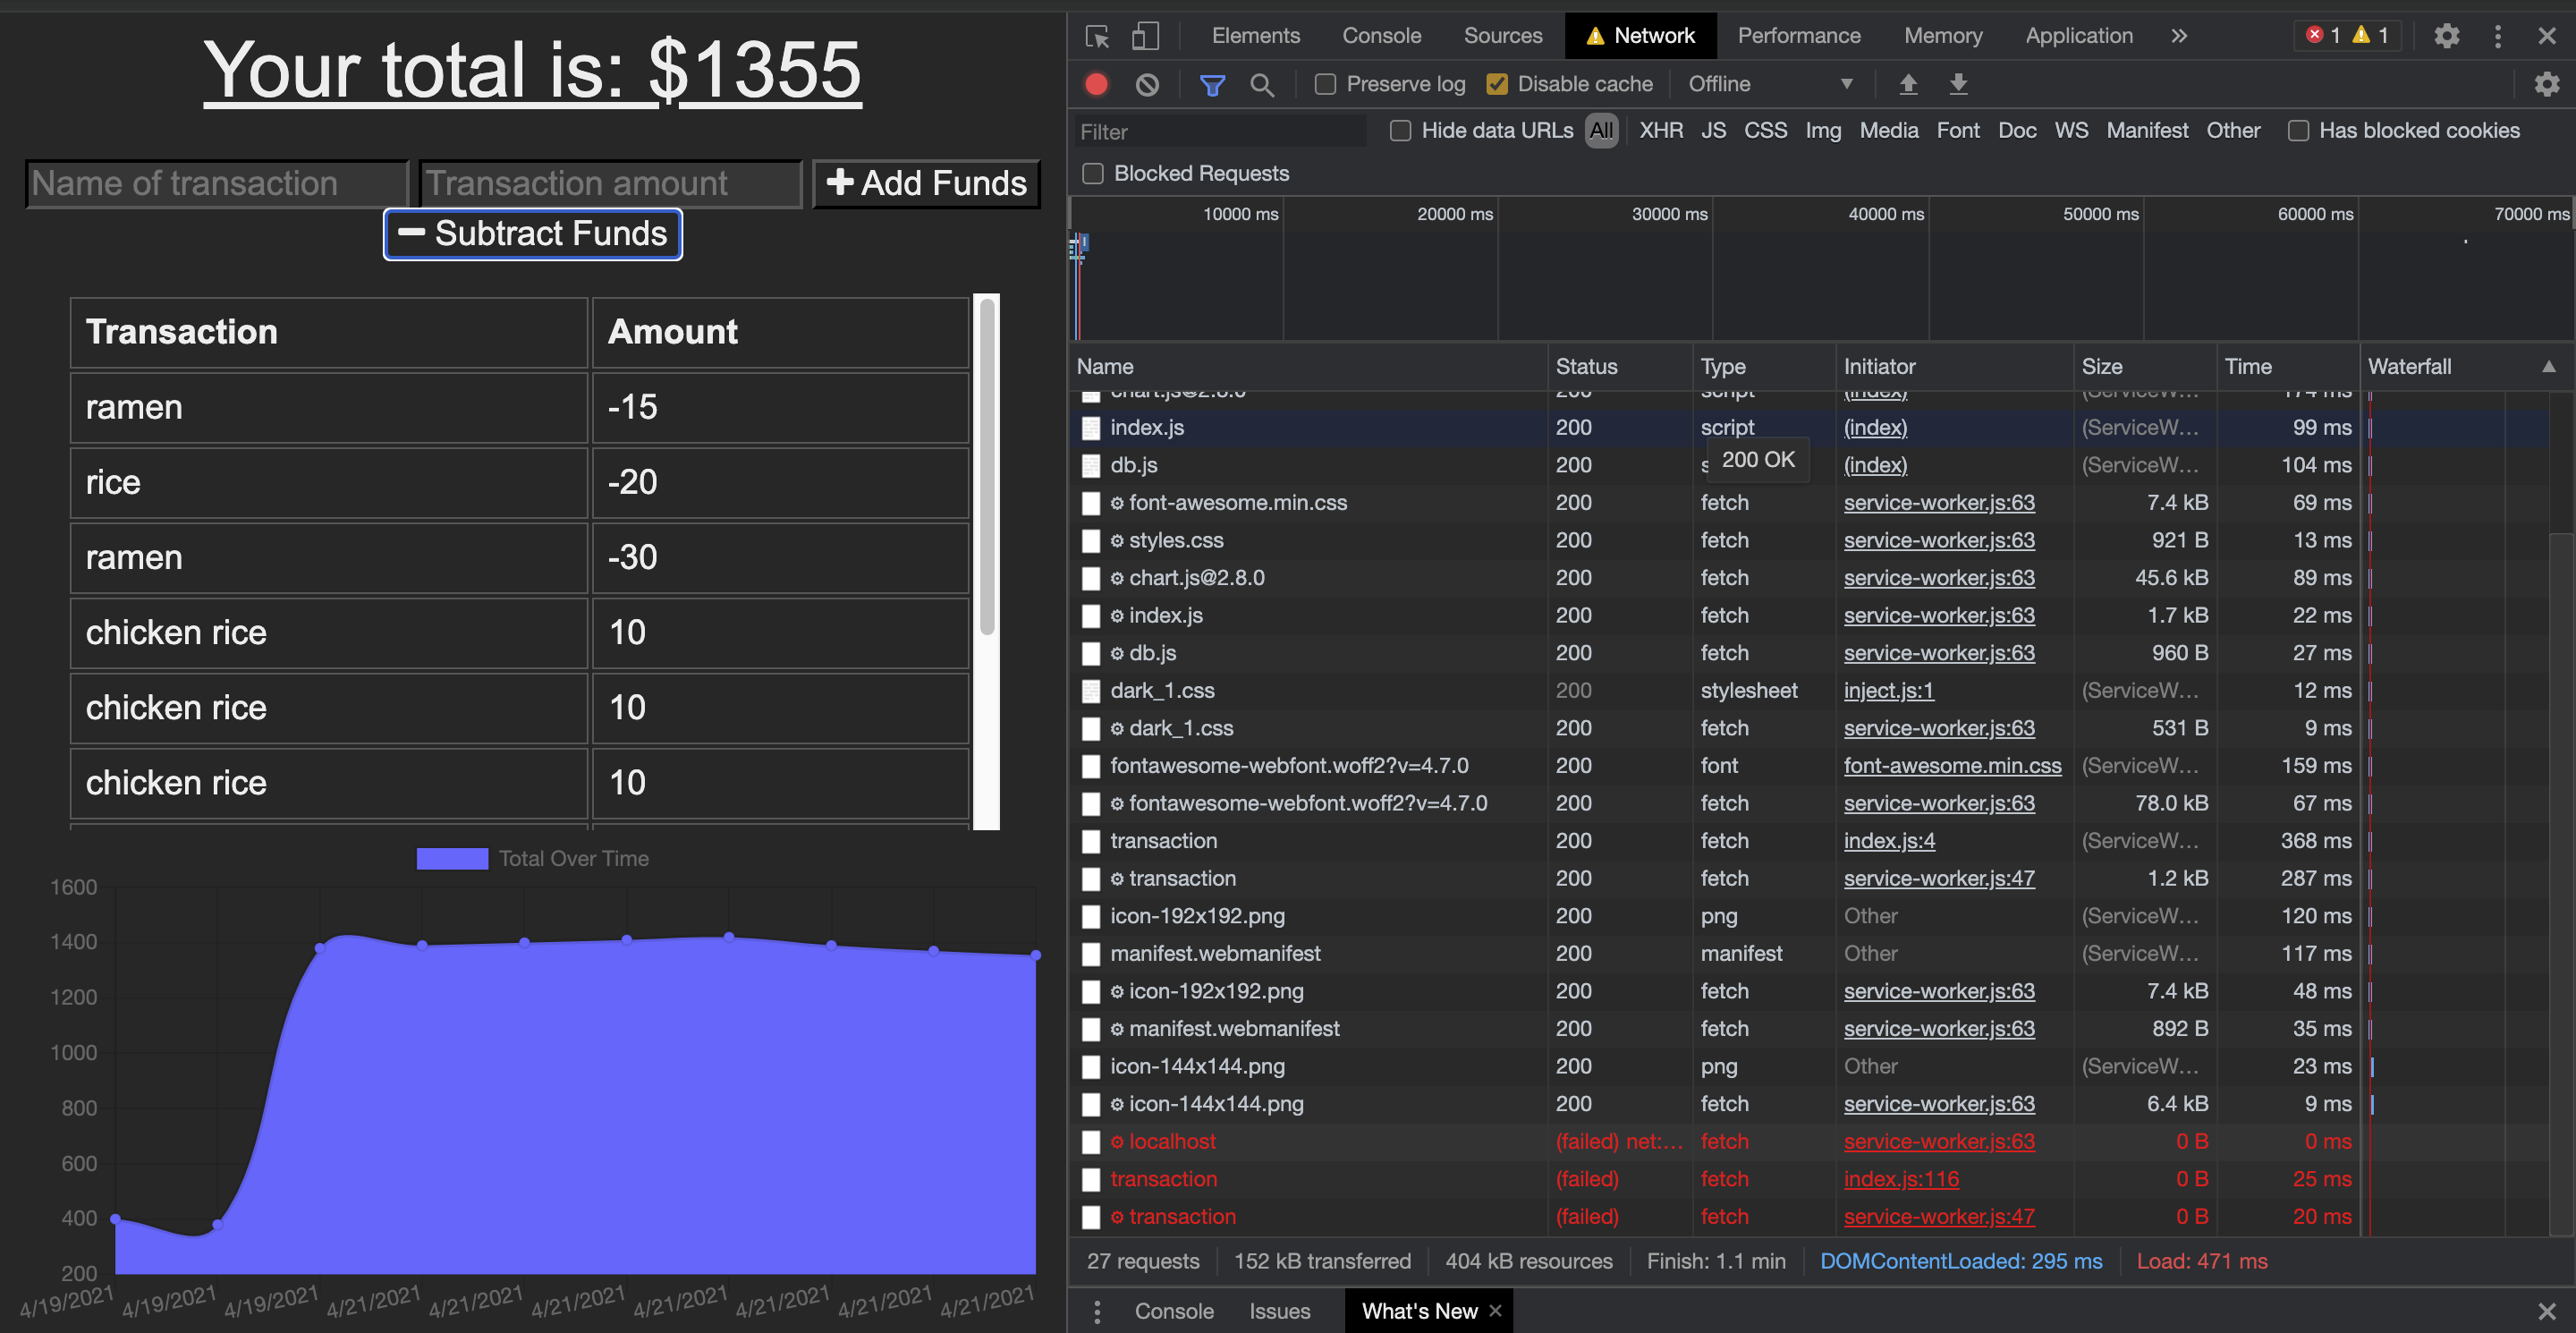 Your total is: $1355
Name of transaction
Transaction amount
Add Funds
Subtract Funds
Transaction Amount
ramen -15
rice -20
ramen -30
chicken rice 10
chicken rice 10
chicken rice 10
Total Over Time
1600
1400
1200
1000
800
600
400
200
4/19/2021 4/19/2021 4/19/2021 4/21/2021 4/21/2021 4/21/2021 4/21/2021 4/21/2021 4/21/2021 4/21/2021
Elements Console Sources Network Performance Memory Application » 1 1
Preserve log Disable cache Offline
Filter Hide data URLs All XHR JS CSS Img Media Font Doc WS Manifest Other Has blocked cookies
Blocked Requests
10000 ms 20000 ms 30000 ms 40000 ms 50000 ms 60000 ms 70000 ms
Name Status Type Initiator Size Time Waterfall
chart.js@2.8.0 200 script (index) (ServiceW... 174 ms
index.js 200 script (index) (ServiceW... 99 ms
db.js 200 s (index) (ServiceW... 104 ms
200 OK
font-awesome.min.css 200 fetch service-worker.js:63 7.4 kB 69 ms
styles.css 200 fetch service-worker.js:63 921 B 13 ms
chart.js@2.8.0 200 fetch service-worker.js:63 45.6 kB 89 ms
index.js 200 fetch service-worker.js:63 1.7 kB 22 ms
db.js 200 fetch service-worker.js:63 960 B 27 ms
dark_1.css 200 stylesheet inject.js:1 (ServiceW... 12 ms
dark_1.css 200 fetch service-worker.js:63 531 B 9 ms
fontawesome-webfont.woff2?v=4.7.0 200 font font-awesome.min.css (ServiceW... 159 ms
fontawesome-webfont.woff2?v=4.7.0 200 fetch service-worker.js:63 78.0 kB 67 ms
transaction 200 fetch index.js:4 (ServiceW... 368 ms
transaction 200 fetch service-worker.js:47 1.2 kB 287 ms
icon-192x192.png 200 png Other (ServiceW... 120 ms
manifest.webmanifest 200 manifest Other (ServiceW... 117 ms
icon-192x192.png 200 fetch service-worker.js:63 7.4 kB 48 ms
manifest.webmanifest 200 fetch service-worker.js:63 892 B 35 ms
icon-144x144.png 200 png Other (ServiceW... 23 ms
icon-144x144.png 200 fetch service-worker.js:63 6.4 kB 9 ms
localhost (failed) net:... fetch service-worker.js:63 0 B 0 ms
transaction (failed) fetch index.js:116 0 B 25 ms
transaction (failed) fetch service-worker.js:47 0 B 20 ms
27 requests 152 kB transferred 404 kB resources Finish: 1.1 min DOMContentLoaded: 295 ms Load: 471 ms
Console Issues What's New